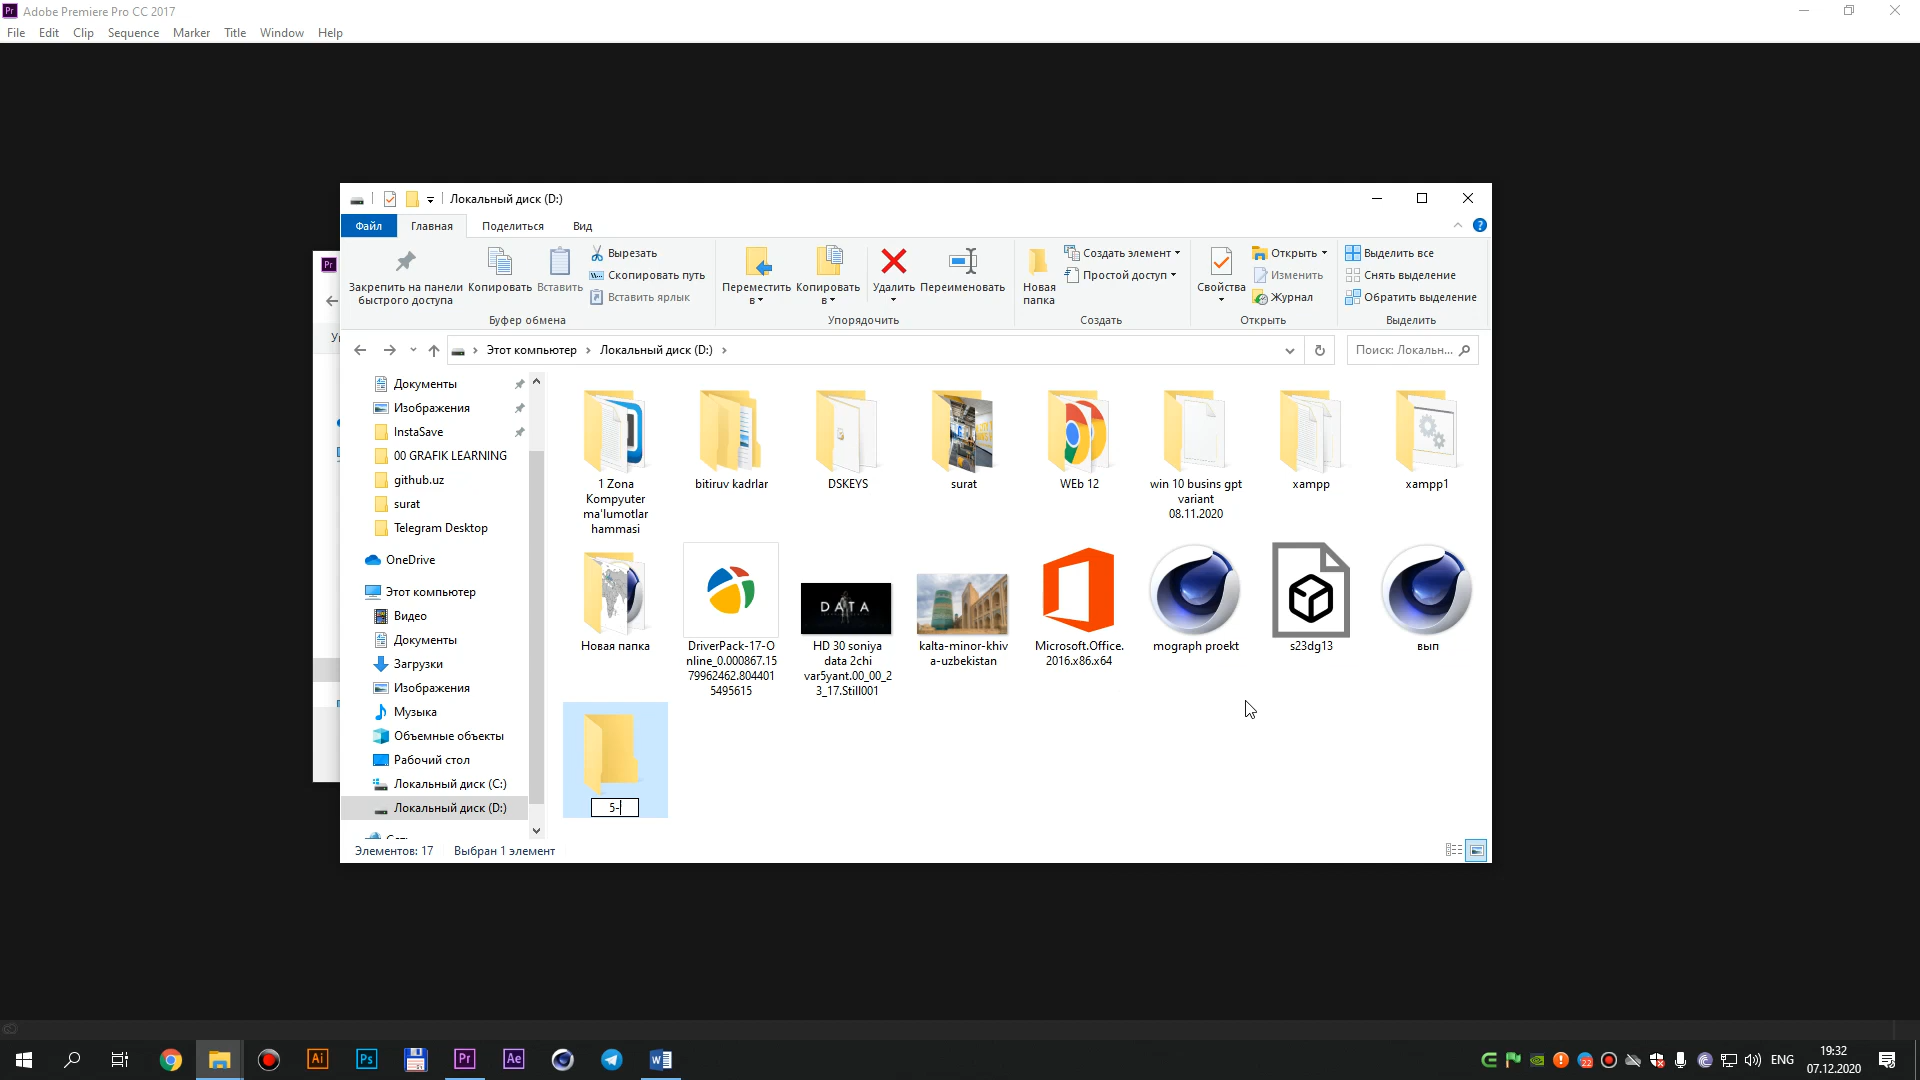 Pr Adobe Premiere Pro CC 2017
File Edit Clip Sequence Marker Title Window Help
Локальный диск (D:)
Файл Главная Поделиться Вид
Pr
Закрепить на панели быстрого доступа
Копировать
Вставить
Вырезать
Скопировать путь
Вставить ярлык
Буфер обмена
Переместить в
Копировать в
Удалить
Переименовать
Упорядочить
Новая папка
Создать элемент
Простой доступ
Создать
Свойства
Открыть
Изменить
Журнал
Открыть
Выделить все
Снять выделение
Обратить выделение
Выделить
Этот компьютер > Локальный диск (D:) >
Поиск: Локальн...
Документы
Изображения
InstaSave
00 GRAFIK LEARNING
github.uz
surat
Telegram Desktop
OneDrive
Этот компьютер
Видео
Документы
Загрузки
Изображения
Музыка
Объемные объекты
Рабочий стол
Локальный диск (C:)
Локальный диск (D:)
1 Zona
Kompyuter
ma'lumotlar
hammasi
bitiruv kadrlar
DSKEYS
surat
WEb 12
win 10 busins gpt
variant
08.11.2020
xampp
xampp1
Новая папка
DriverPack-17-O
nline_0.000867.15
79962462.804401
5495615
DATA
HD 30 soniya
data 2chi
var5yant.00_00_2
3_17.Still001
kalta-minor-khiv
a-uzbekistan
Microsoft.Office.
2016.x86.x64
mograph proekt
s23dg13
вып
5-
Элементов: 17 Выбран 1 элемент
Ai Ps Pr Ae
22
ENG
19:32
07.12.2020